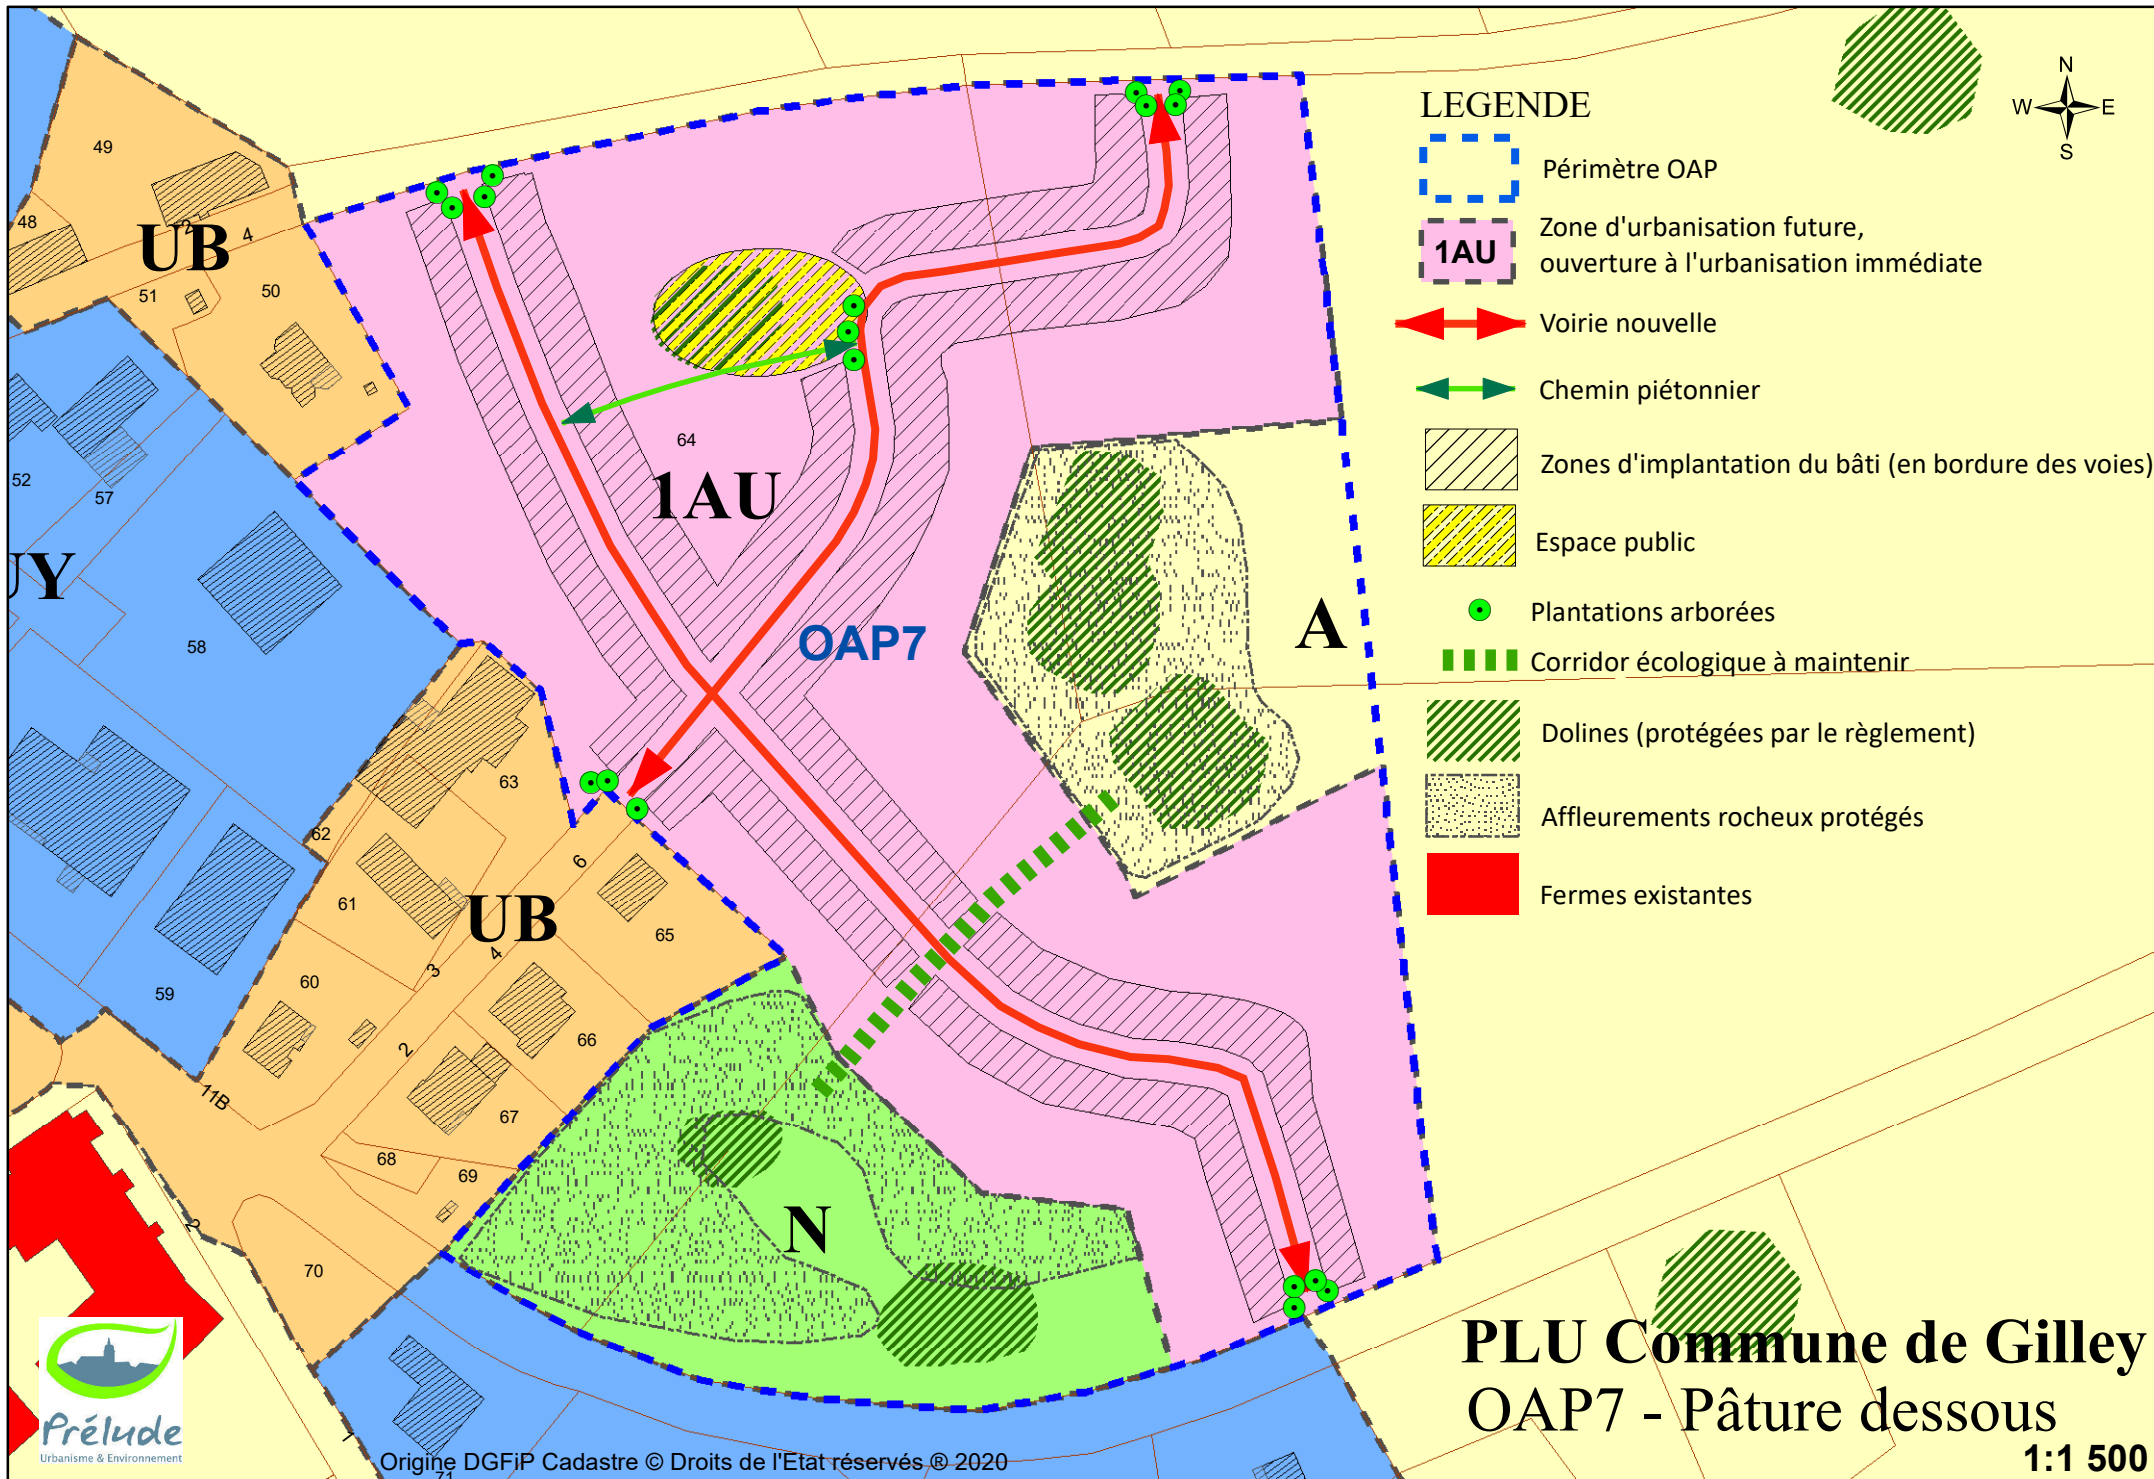 LEGENDE
N
W E
S
Périmètre OAP
1AU
Zone d'urbanisation future,
ouverture à l'urbanisation immédiate
Voirie nouvelle
Chemin piétonnier
Zones d'implantation du bâti (en bordure des voies)
Espace public
Plantations arborées
Corridor écologique à maintenir
Dolines (protégées par le règlement)
Affleurements rocheux protégés
Fermes existantes
49
48
2
4
UB
51
50
52
57
UY
58
64
1AU
OAP7
A
63
62
61
6
UB
65
3
4
60
59
66
2
11B
67
68
69
2
N
70
1
71
Prélude
Urbanisme & Environnement
Origine DGFiP Cadastre © Droits de l'Etat réservés ® 2020
PLU Commune de Gilley
OAP7 - Pâture dessous
1:1 500